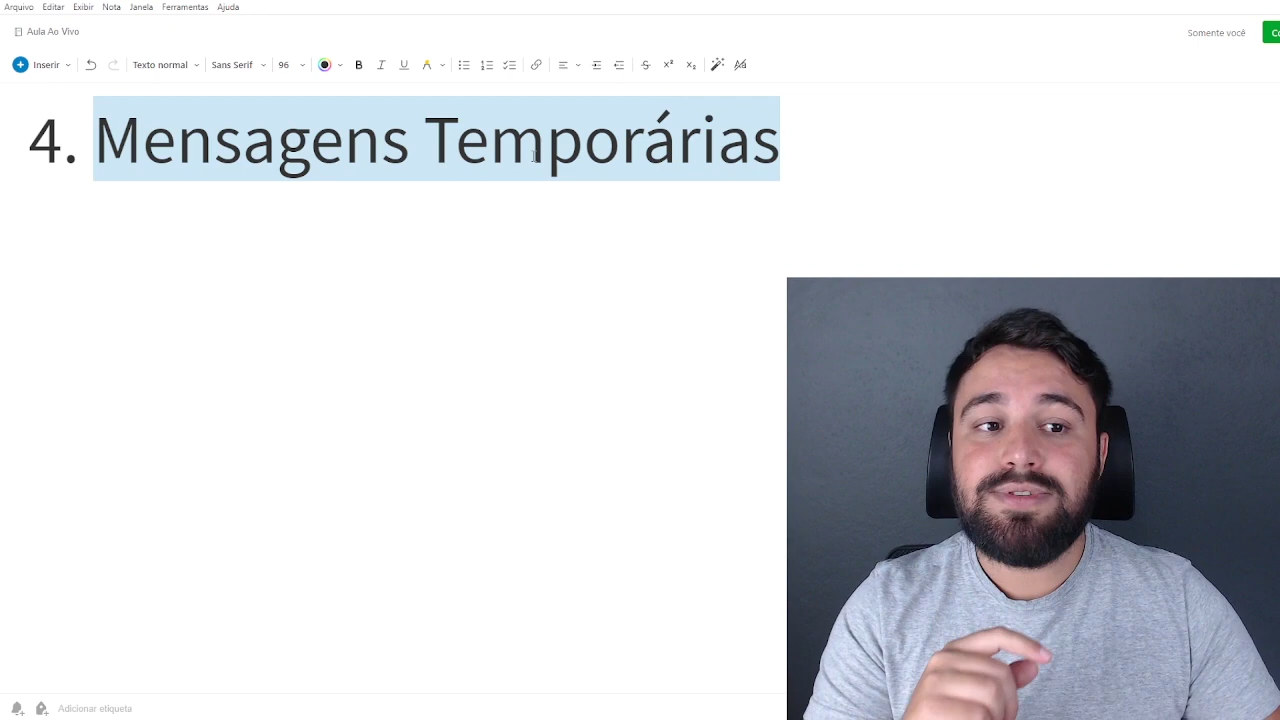 Arquivo Editar Exibir Nota Janela Ferramentas Ajuda
Aula Ao Vivo
Somente você
Inserir Texto normal Sans Serif 96 B I U
4. Mensagens Temporárias
Adicionar etiqueta